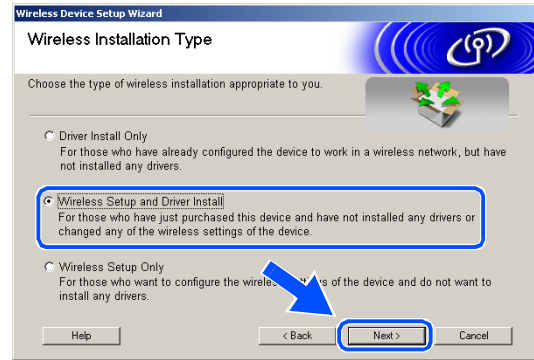 Wireless Device Setup Wizard
Wireless Installation Type
Choose the type of wireless installation appropriate to you.
Driver Install Only
For those who have already configured the device to work in a wireless network, but have
not installed any drivers.
Wireless Setup and Driver Install
For those who have just purchased this device and have not installed any drivers or
changed any of the wireless settings of the device.
Wireless Setup Only
For those who want to configure the wireless of the device and do not want to
install any drivers.
Help
< Back
Next >
Cancel